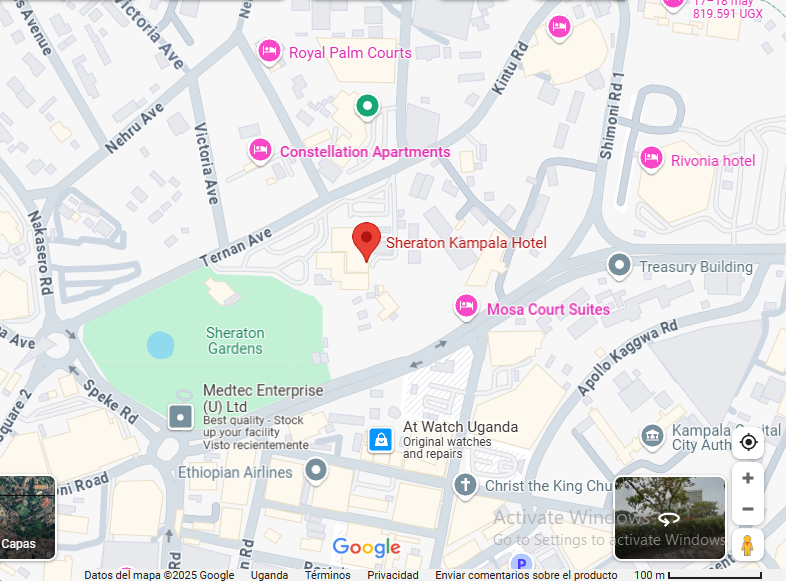 17–18 may
819.591 UGX
Victoria Ave
Royal Palm Courts
Kintu Rd
Shimoni Rd 1
Nehru Ave
Victoria Ave
Constellation Apartments
Rivonia hotel
Nakasero Rd
Ternan Ave
Sheraton Kampala Hotel
Treasury Building
Mosa Court Suites
Sheraton
Gardens
Apollo Kaggwa Rd
Speke Rd
Medtec Enterprise
(U) Ltd
Best quality - Stock
up your facility
Visto recientemente
At Watch Uganda
Original watches
and repairs
Kampala Capital
City Auth
Ethiopian Airlines
Christ the King Chu
Square 2
Road
Activate Windows
Go to Settings to activate Windows.
Capas
Google
Rd
P
Datos del mapa ©2025 Google Uganda Términos Privacidad Enviar comentarios sobre el producto 100 m